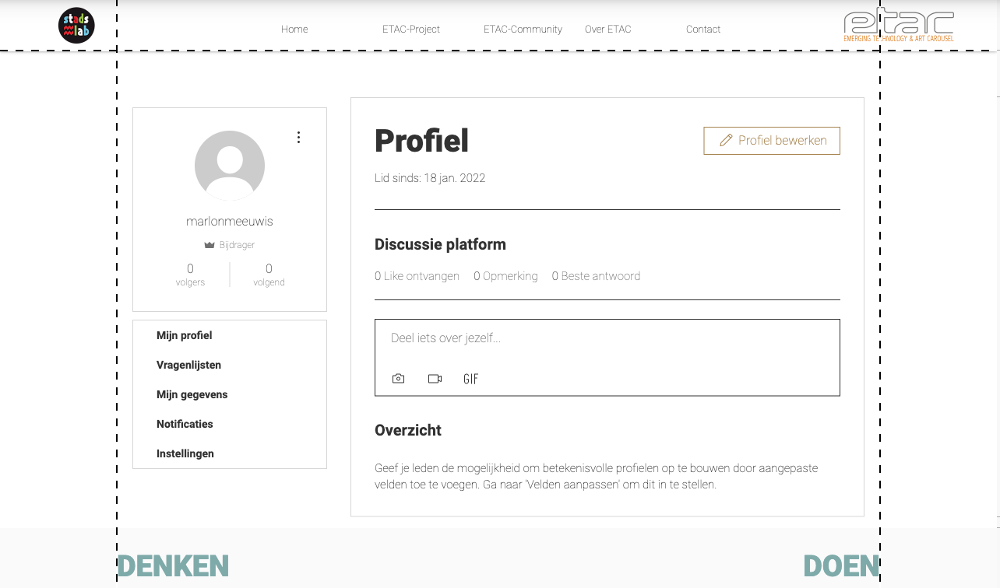 stads
lab
Home
ETAC-Project
ETAC-Community
Over ETAC
Contact
etac
EMERGING TECHNOLOGY & ART CAROUSEL
marlonmeeuwis
Bijdrager
0
volgers
0
volgend
Mijn profiel
Vragenlijsten
Mijn gegevens
Notificaties
Instellingen
Profiel
Profiel bewerken
Lid sinds: 18 jan. 2022
Discussie platform
0 Like ontvangen 0 Opmerking 0 Beste antwoord
Deel iets over jezelf...
GIF
Overzicht
Geef je leden de mogelijkheid om betekenisvolle profielen op te bouwen door aangepaste
velden toe te voegen. Ga naar 'Velden aanpassen' om dit in te stellen.
DENKEN
DOEN